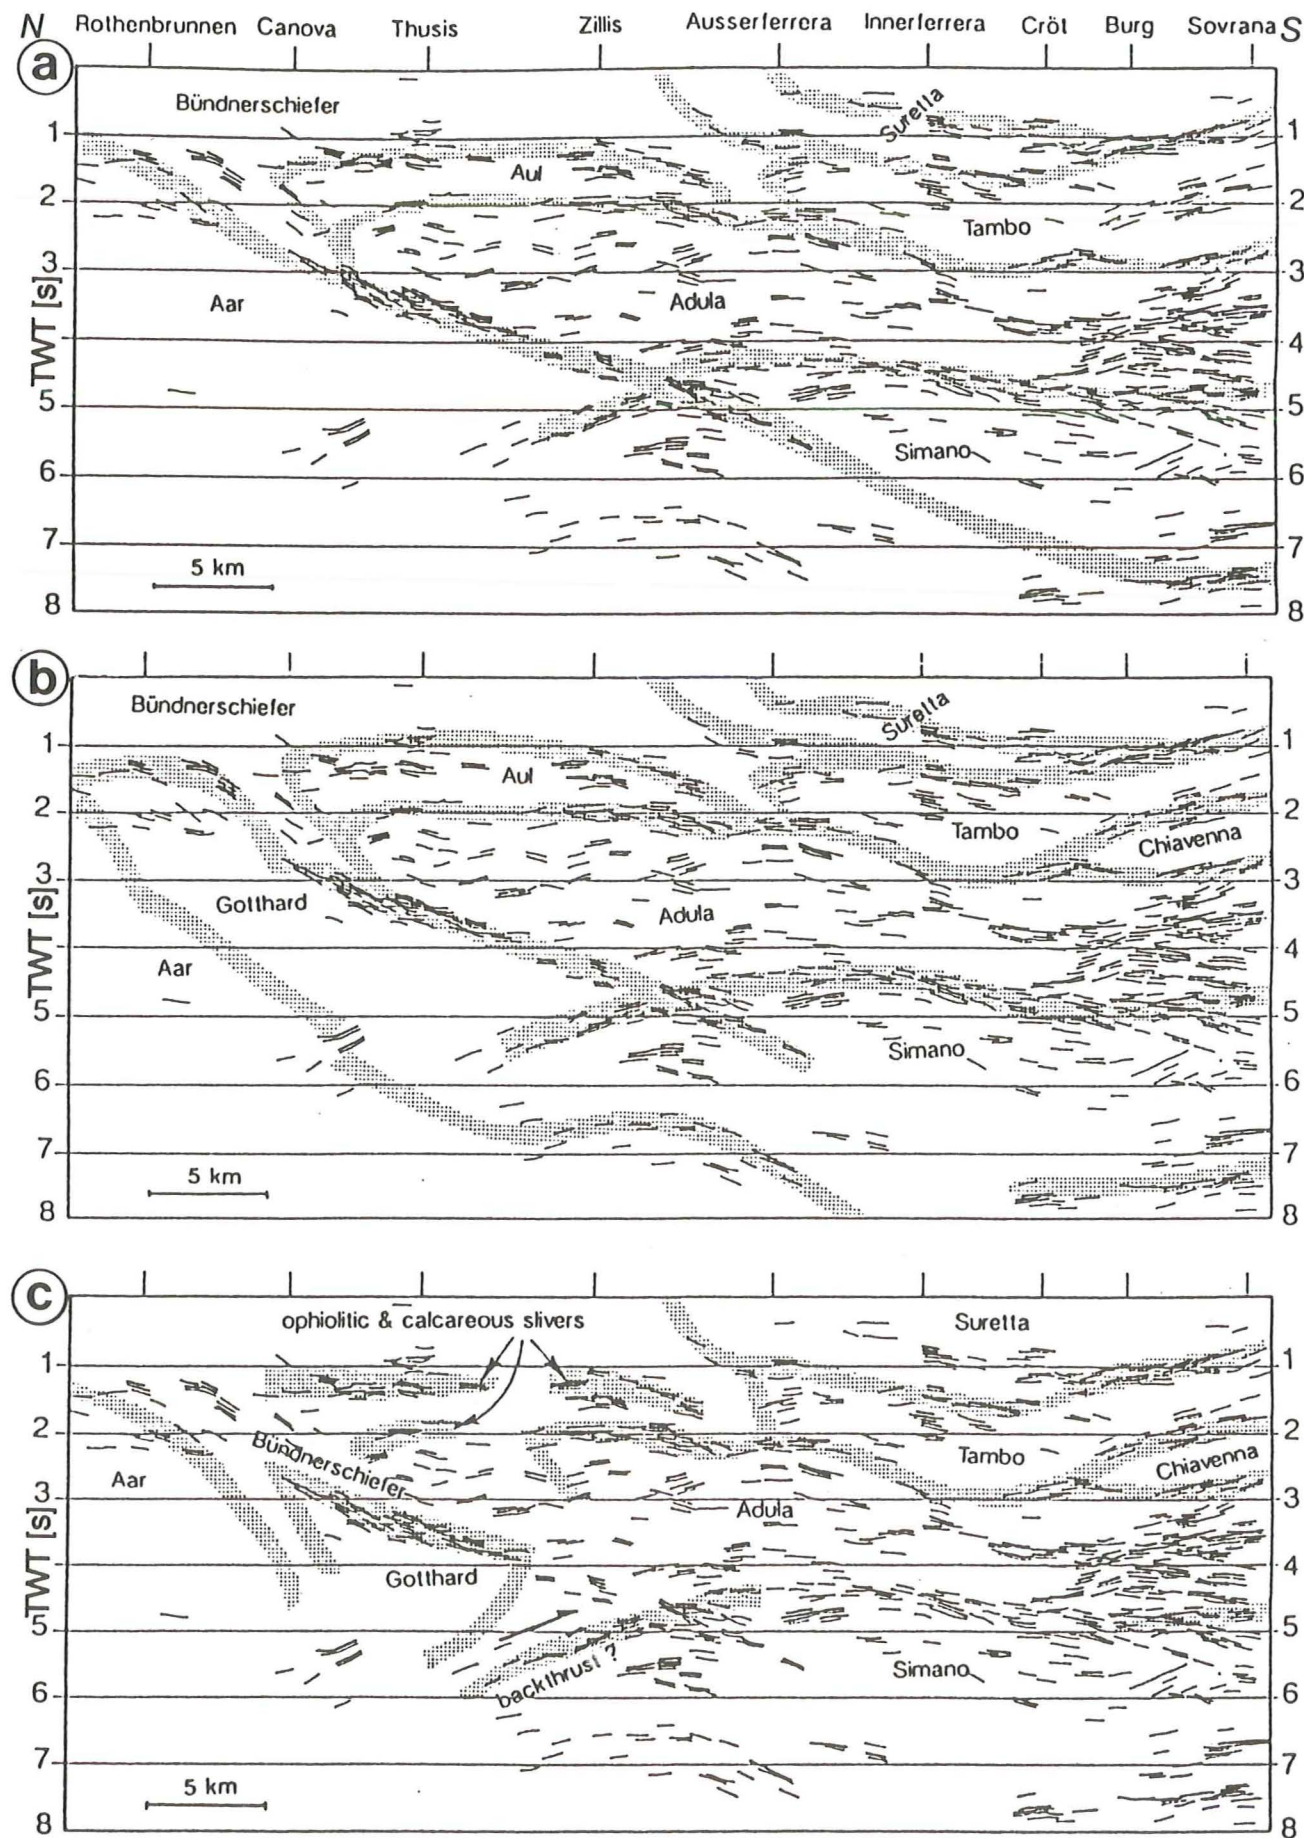 N Rothenbrunnen Canova Thusis Zillis Ausserferrera Innerferrera Cröt Burg Sovrana S
a
Bündnerschiefer
Suretta
1 1
Aul
2 2
Tambo
3 3
Aar Adula
TWT [s]
4
5 5
Simano
6 6
7 7
5 km
8 8
b
Bündnerschiefer
Suretta
1 1
Aul
2 2
Tambo Chiavenna
3 3
Gotthard Adula
TWT [s]
4
Aar
5 5
Simano
6 6
7 7
5 km
8 8
c
ophiolitic & calcareous slivers Suretta
1 1
2 2
Bündnerschiefer Tambo Chiavenna
Aar
3 3
Adula
TWT [s]
4
Gotthard
5 5
backthrust ? Simano
6 6
7 7
5 km
8 8